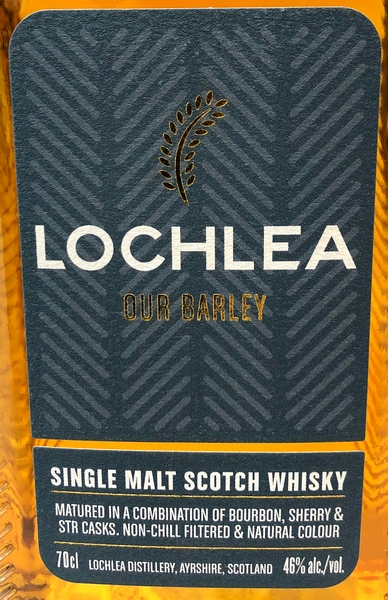 LOCHLEA
OUR BARLEY
SINGLE MALT SCOTCH WHISKY
MATURED IN A COMBINATION OF BOURBON, SHERRY &
STR CASKS. NON-CHILL FILTERED & NATURAL COLOUR
70cl LOCHLEA DISTILLERY, AYRSHIRE, SCOTLAND 46% alc./vol.